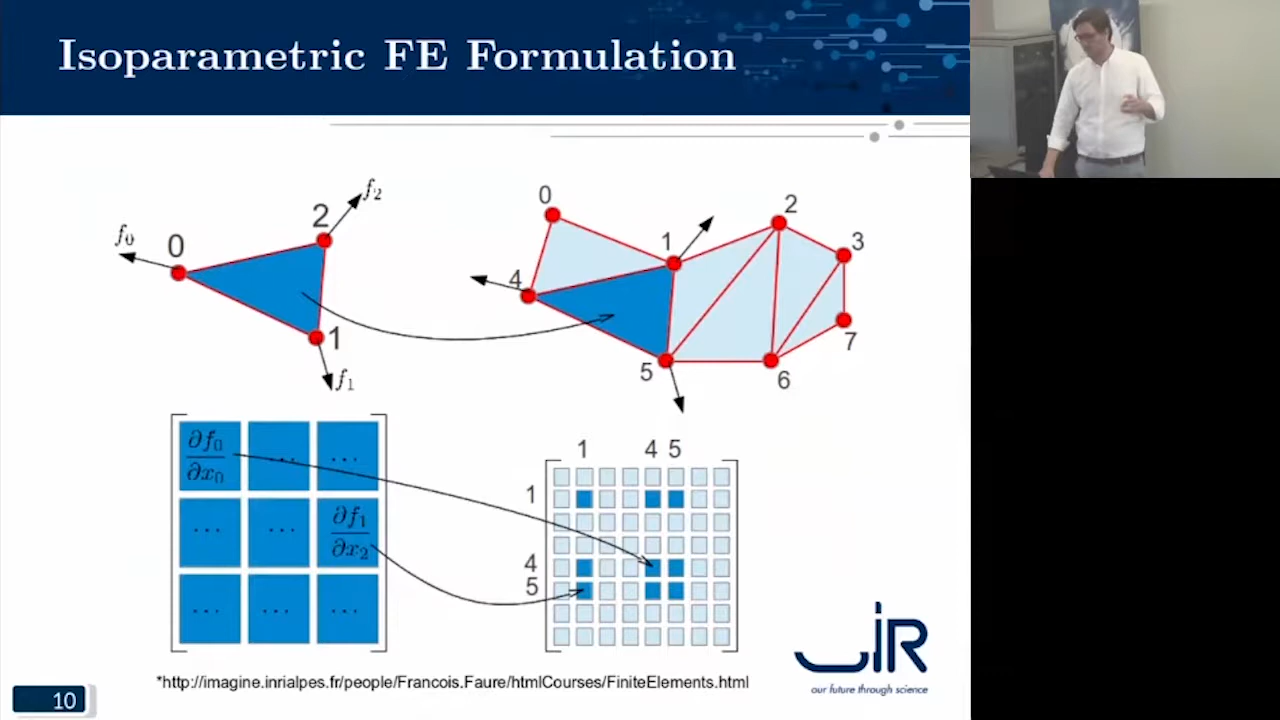 Isoparametric FE Formulation
f₂
2
f₀
0
1
f₁
0
2
1
3
4
7
5
6
∂f₀
∂x₀
... ...
... ...
∂f₁
∂x₂
... ... ...
1 4 5
1
4
5
JR
our future through science
*http://imagine.inrialpes.fr/people/Francois.Faure/htmlCourses/FiniteElements.html
10